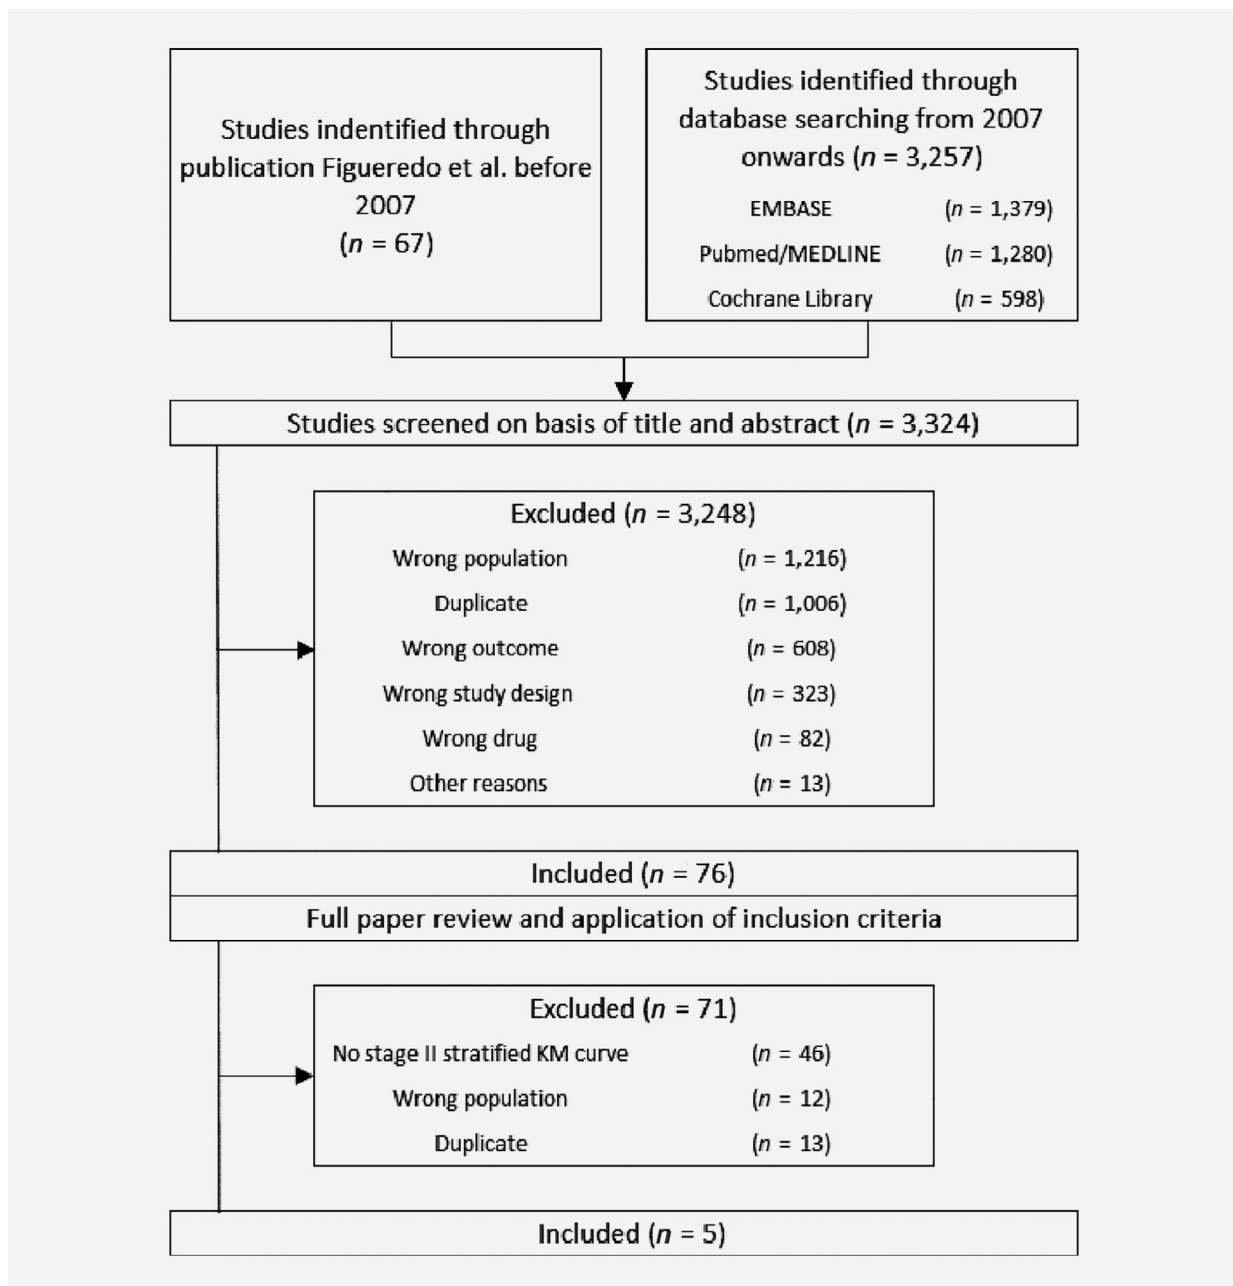 Studies indentified through
publication Figueredo et al. before
2007
(n = 67)
Studies identified through
database searching from 2007
onwards (n = 3,257)
EMBASE (n = 1,379)
Pubmed/MEDLINE (n = 1,280)
Cochrane Library (n = 598)
Studies screened on basis of title and abstract (n = 3,324)
Excluded (n = 3,248)
Wrong population (n = 1,216)
Duplicate (n = 1,006)
Wrong outcome (n = 608)
Wrong study design (n = 323)
Wrong drug (n = 82)
Other reasons (n = 13)
Included (n = 76)
Full paper review and application of inclusion criteria
Excluded (n = 71)
No stage II stratified KM curve (n = 46)
Wrong population (n = 12)
Duplicate (n = 13)
Included (n = 5)